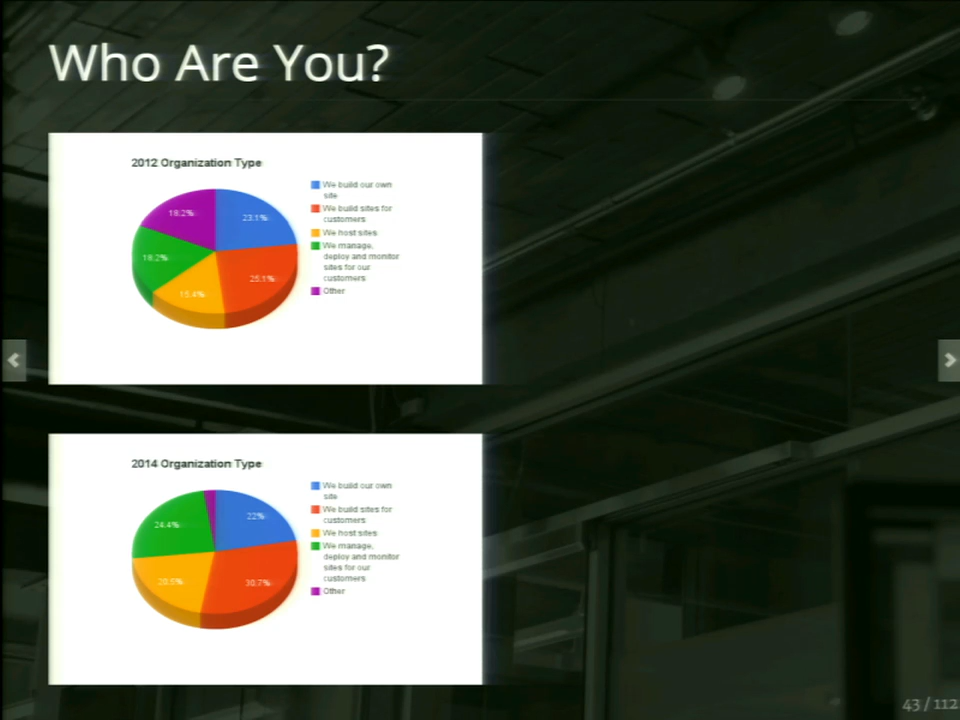 Who Are You?
2012 Organization Type
We build our own
site
We build sites for
customers
We host sites
We manage,
deploy and monitor
sites for our
customers
Other
18.2%
23.1%
18.2%
25.1%
15.4%
2014 Organization Type
We build our own
site
We build sites for
customers
We host sites
We manage,
deploy and monitor
sites for our
customers
Other
22%
24.4%
20.5%
30.7%
43 / 112